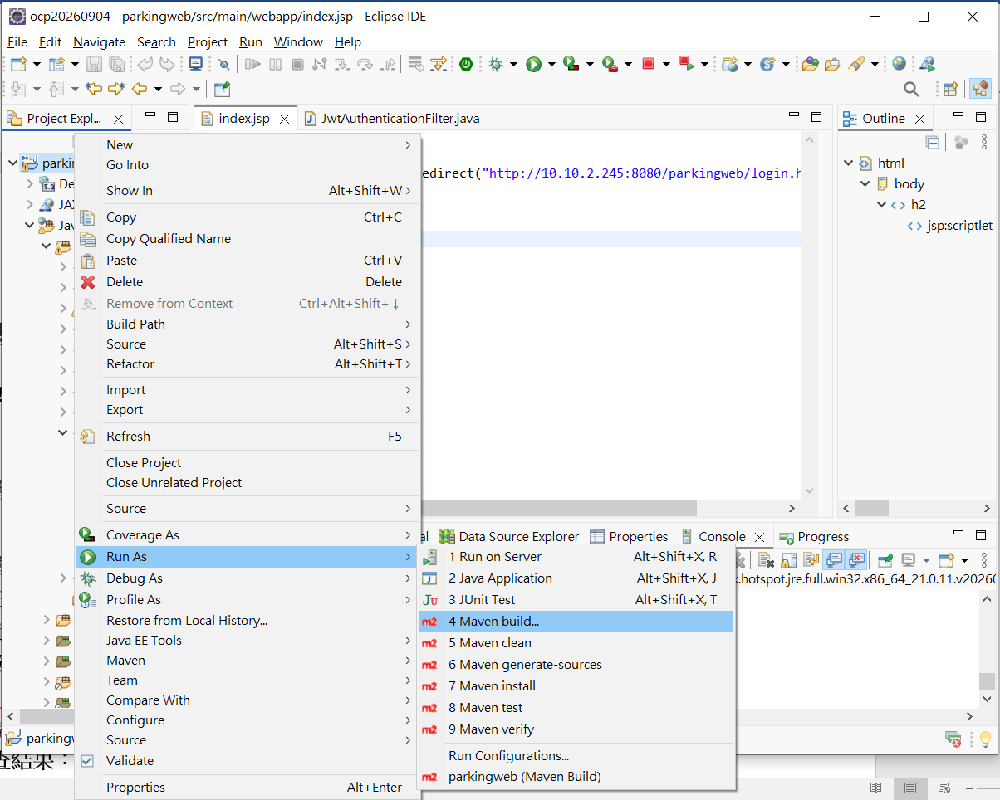 ocp20260904 - parkingweb/src/main/webapp/index.jsp - Eclipse IDE
File Edit Navigate Search Project Run Window Help
Project Expl... index.jsp JwtAuthenticationFilter.java Outline
New
Go Into
Show In Alt+Shift+W
Copy Ctrl+C
Copy Qualified Name
Paste Ctrl+V
Delete Delete
Remove from Context Ctrl+Alt+Shift+↓
Build Path
Source Alt+Shift+S
Refactor Alt+Shift+T
Import
Export
Refresh F5
Close Project
Close Unrelated Project
Source
Coverage As
Run As
Debug As
Profile As
Restore from Local History...
Java EE Tools
Maven
Team
Compare With
Configure
Source
Validate
Properties Alt+Enter
edirect("http://10.10.2.245:8080/parkingweb/login.h
html
body
h2
jsp:scriptlet
al Data Source Explorer Properties Console Progress
.hotspot.jre.full.win32.x86_64_21.0.11.v20260
1 Run on Server Alt+Shift+X, R
2 Java Application Alt+Shift+X, J
3 JUnit Test Alt+Shift+X, T
m2 4 Maven build...
m2 5 Maven clean
m2 6 Maven generate-sources
m2 7 Maven install
m2 8 Maven test
m2 9 Maven verify
Run Configurations...
m2 parkingweb (Maven Build)
parkin
De
JA
Jav
parkingw
查結果：